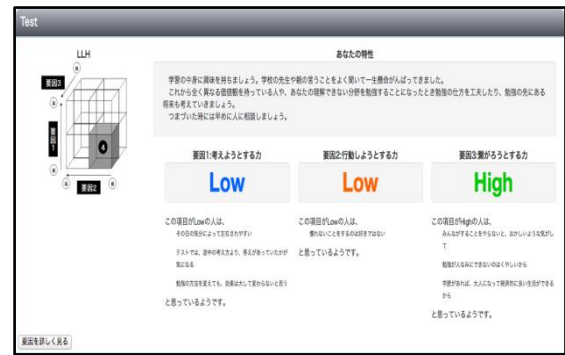 Test
LLH
要因3
要因1
要因2
4
あなたの特性
学習の中身に興味を持ちましょう。学校の先生や親の言うことをよく聞いて一生懸命がんばってきました。
これから全く異なる価値観を持っている人や、あなたの理解できない分野を勉強することになったとき勉強の仕方を工夫したり、勉強の先にある
将来も考えていきましょう。
つまづいた時には早めに人に相談しましょう。
要因1:考えようとする力
Low
この項目がLowの人は、
その日の気分によって左右されやすい
テストでは、途中の考え方より、答えがあっていたかが
気になる
勉強の方法を変えても、効果は大して変わらないと思う
と思っているようです。
要因2:行動しようとする力
Low
この項目がLowの人は、
慣れないことをするのは好きではない
と思っているようです。
要因3:繋がろうとする力
High
この項目がHighの人は、
みんながすることをやらないと、おかしいような気がし
て
勉強が人なみにできないのはくやしいから
学歴があれば、大人になって経済的に良い生活ができる
から
と思っているようです。
要因を詳しく見る